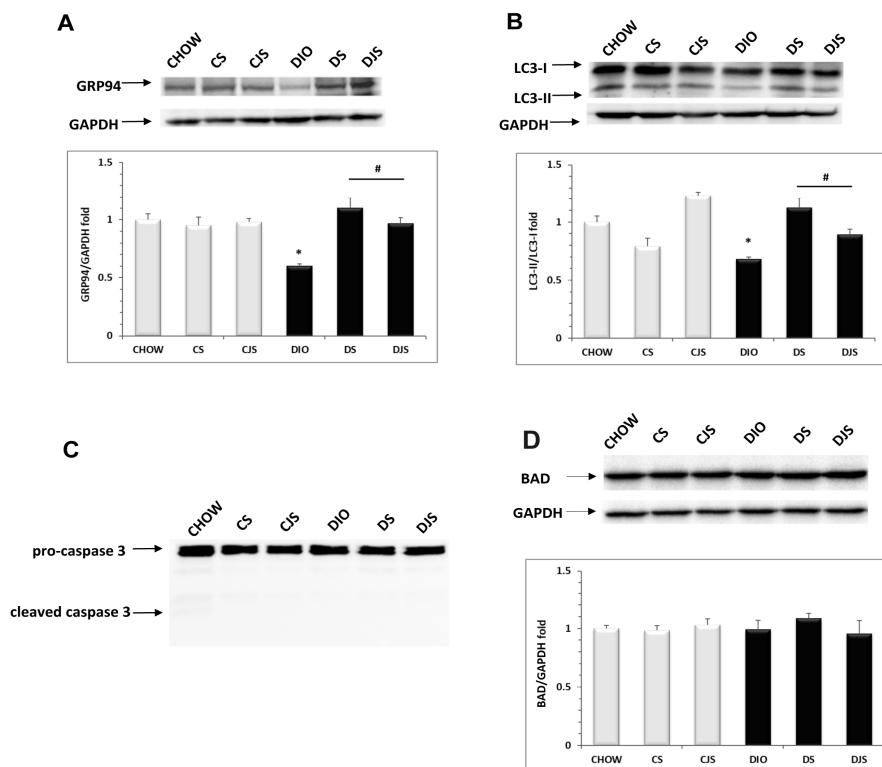 A
CHOW CS CJS DIO DS DJS
GRP94
GAPDH
GRP94/GAPDH fold
1.5
1
0.5
0
*
#
CHOW CS CJS DIO DS DJS
B
CHOW CS CJS DIO DS DJS
LC3-I
LC3-II
GAPDH
LC3-II/LC3-I fold
1.5
1
0.5
0
*
#
CHOW CS CJS DIO DS DJS
C
CHOW CS CJS DIO DS DJS
pro-caspase 3
cleaved caspase 3
D
CHOW CS CJS DIO DS DJS
BAD
GAPDH
BAD/GAPDH fold
1.5
1
0.5
0
CHOW CS CJS DIO DS DJS